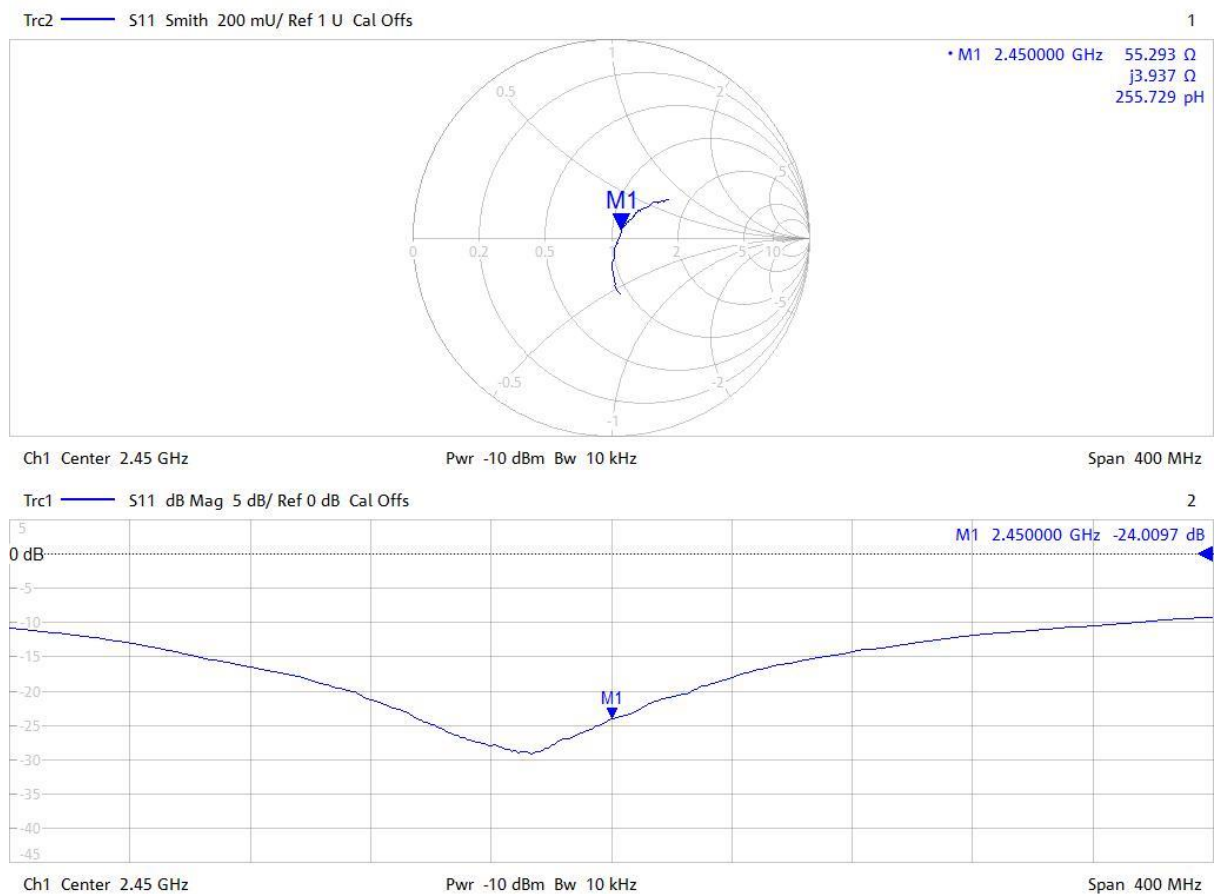 Trc2 S11 Smith 200 mU/ Ref 1 U Cal Offs 1
• M1 2.450000 GHz 55.293 Ω
j3.937 Ω
255.729 pH
1
0.5 2
5
M1
0 0.2 0.5 1 2 5 10
-5
-0.5 -2
-1
Ch1 Center 2.45 GHz Pwr -10 dBm Bw 10 kHz Span 400 MHz
Trc1 S11 dB Mag 5 dB/ Ref 0 dB Cal Offs 2
5
M1 2.450000 GHz -24.0097 dB
0 dB
-5
-10
-15
-20
M1
-25
-30
-35
-40
-45
Ch1 Center 2.45 GHz Pwr -10 dBm Bw 10 kHz Span 400 MHz